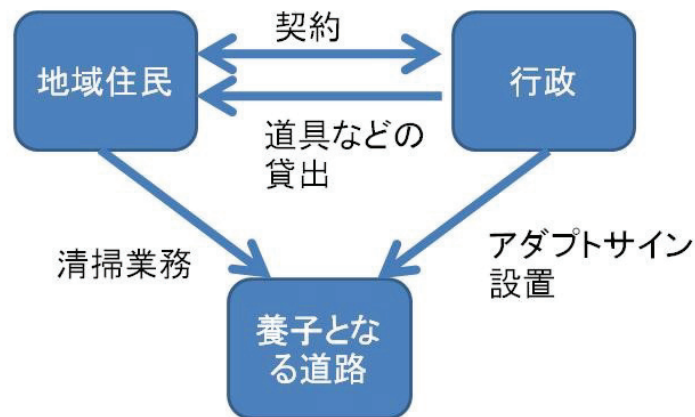 契約
地域住民
行政
道具などの
貸出
清掃業務
アダプトサイン
設置
養子とな
る道路